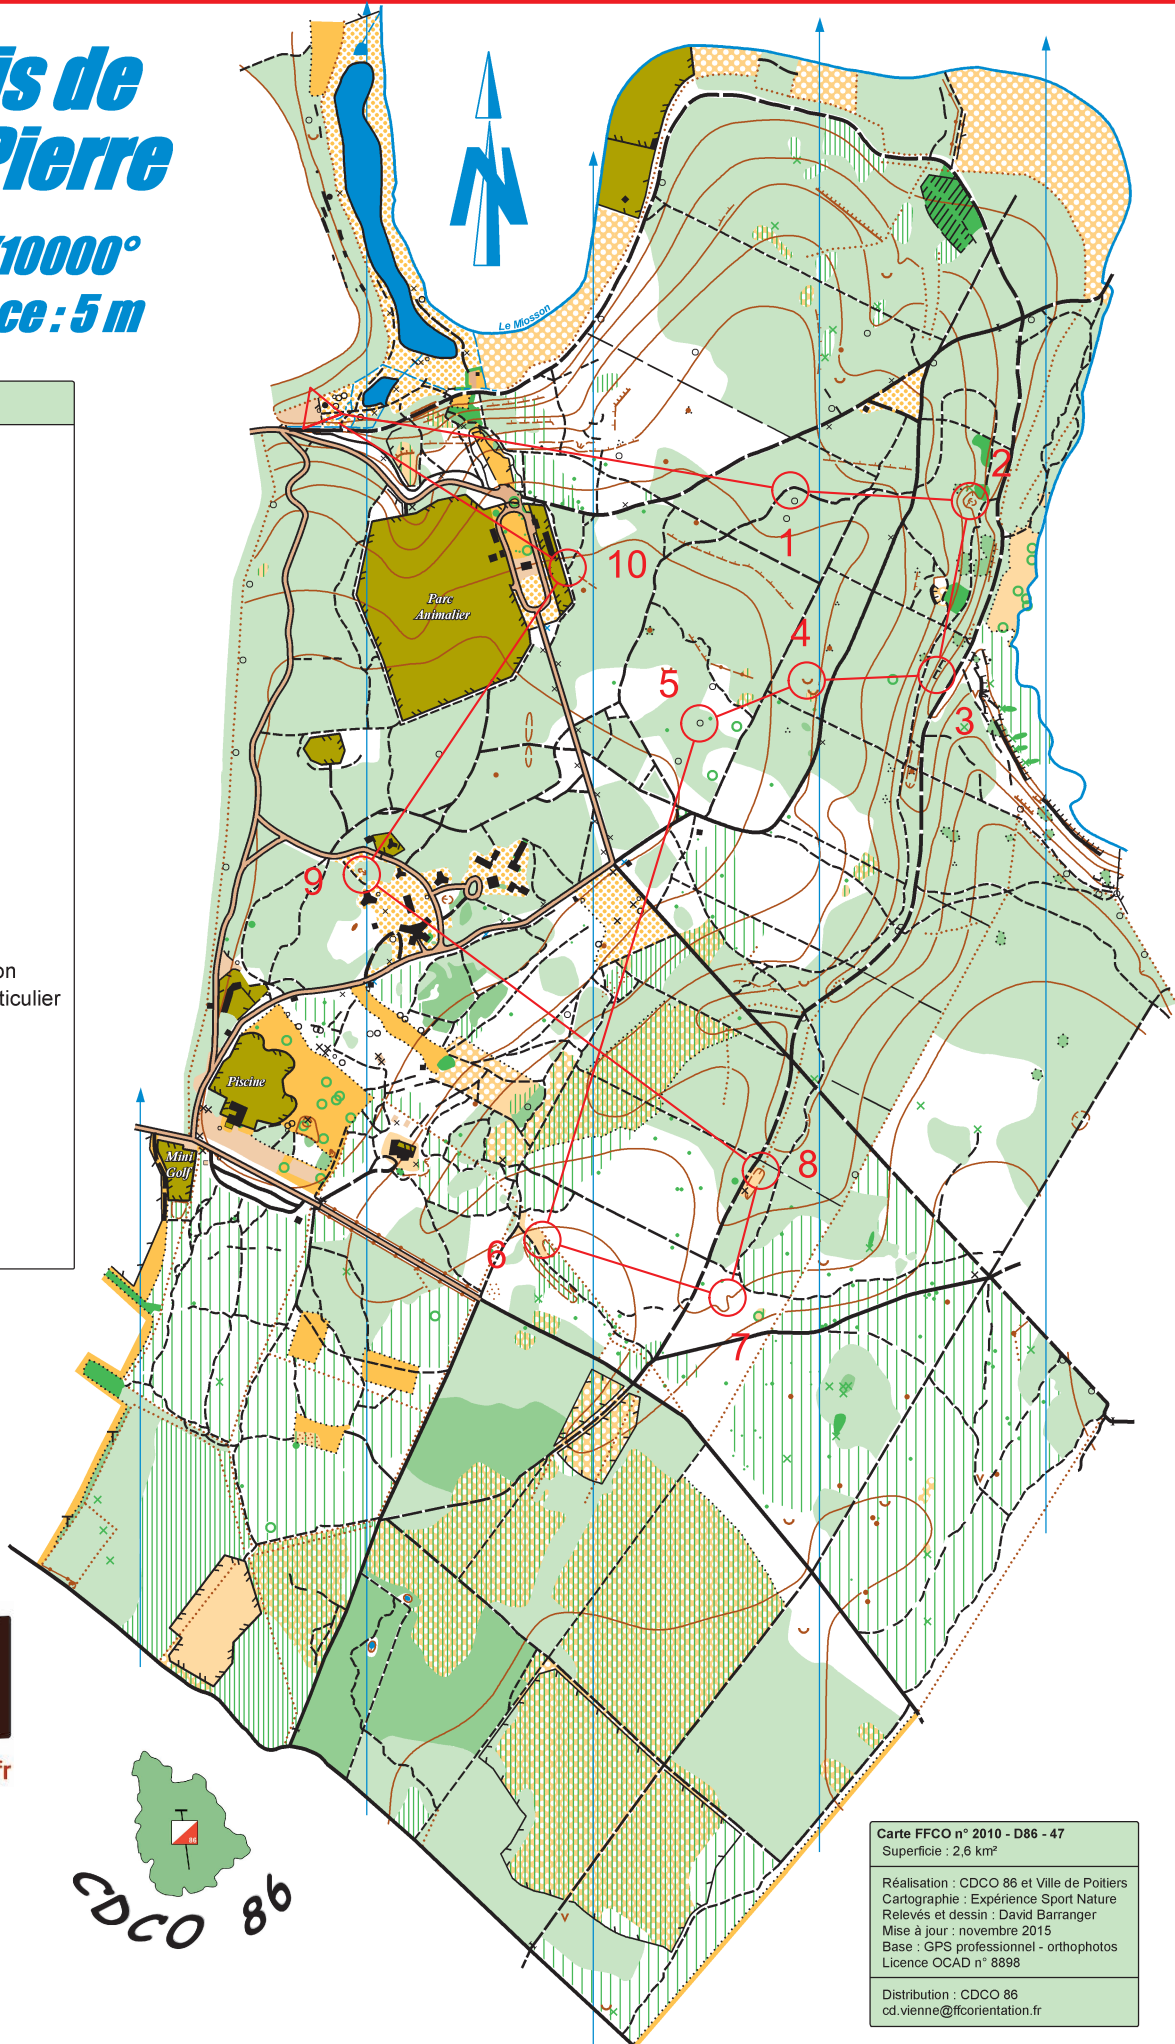 is de
Pierre
/10000°
ce : 5 m
N
Le Miosson
2
1
10
Parc
Animalier
4
5
3
9
on
ticulier
Piscine
Mini
Golf
8
6
7
fr
86
CDCO 86
Carte FFCO n° 2010 - D86 - 47
Superficie : 2,6 km²
Réalisation : CDCO 86 et Ville de Poitiers
Cartographie : Expérience Sport Nature
Relevés et dessin : David Barranger
Mise à jour : novembre 2015
Base : GPS professionnel - orthophotos
Licence OCAD n° 8898
Distribution : CDCO 86
cd.vienne@ffcorientation.fr